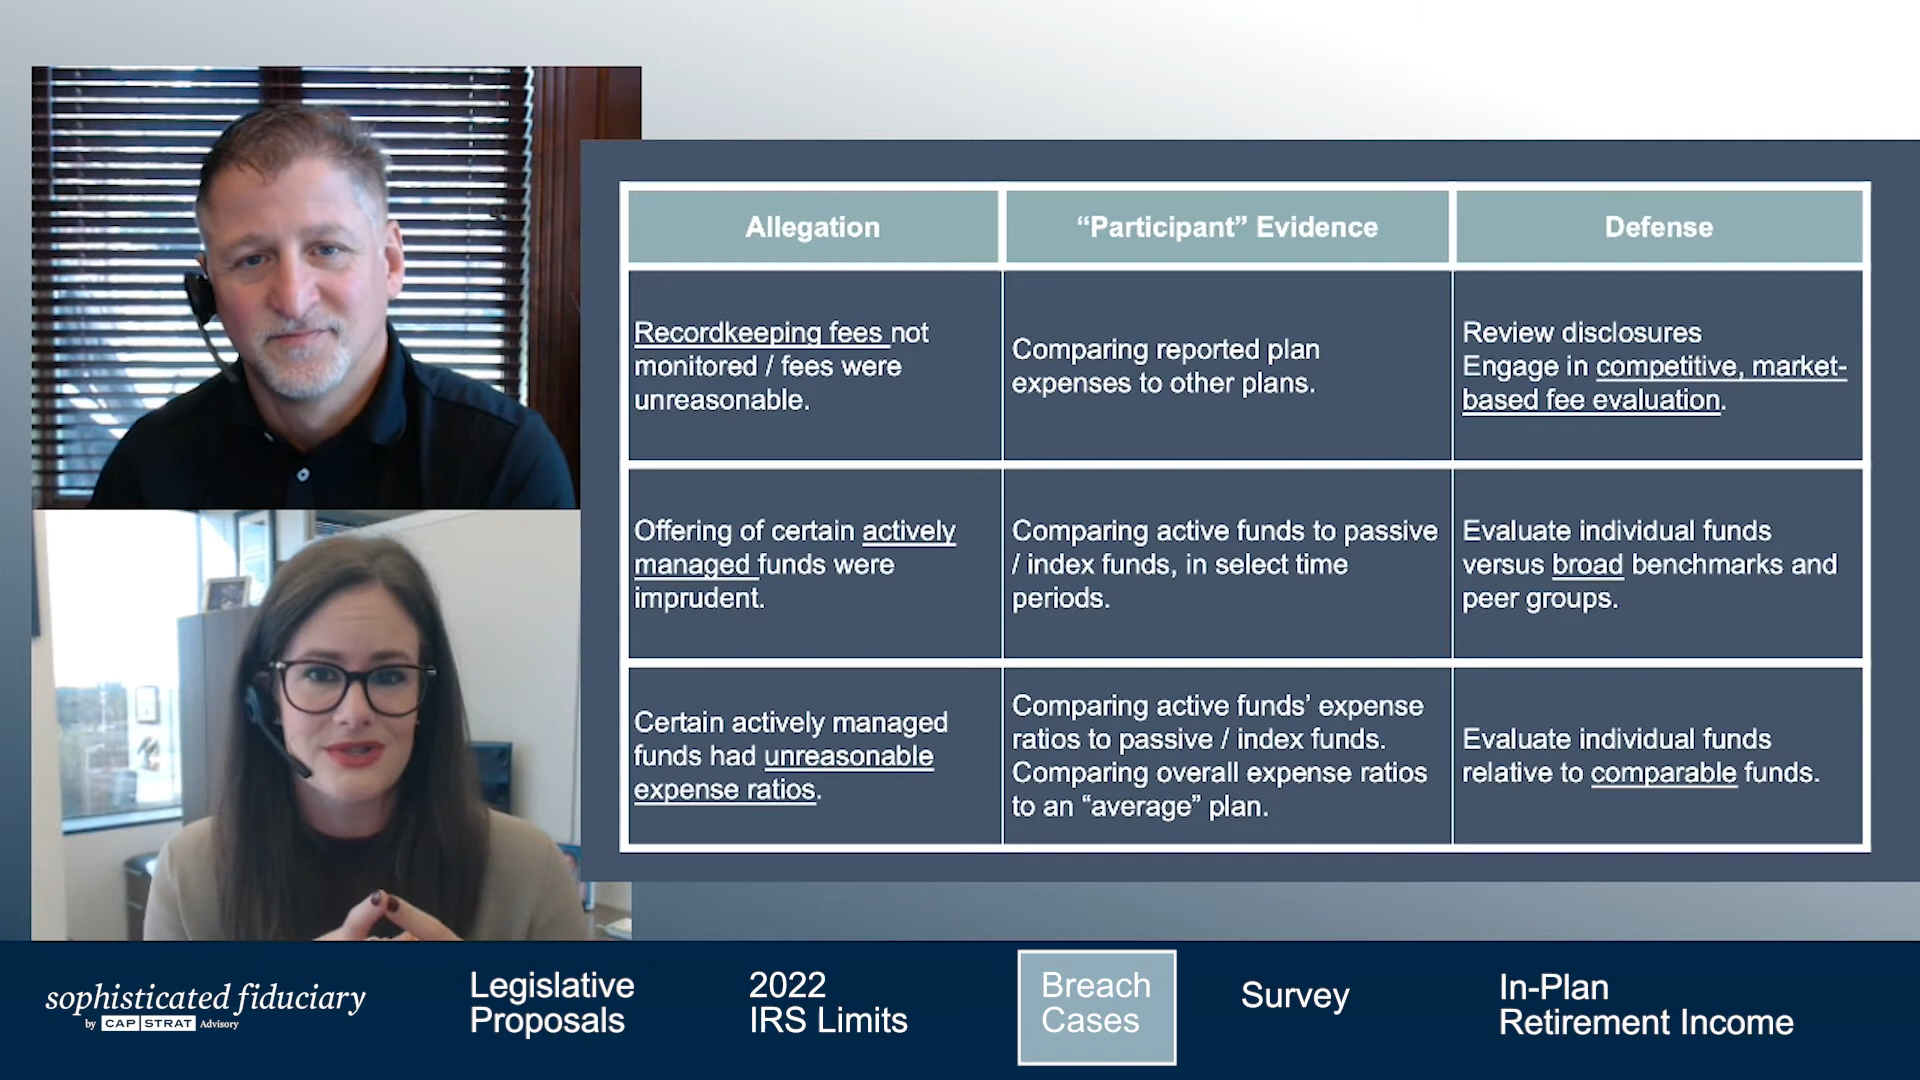 Allegation
“Participant” Evidence
Defense
Recordkeeping fees not
monitored / fees were
unreasonable.
Comparing reported plan
expenses to other plans.
Review disclosures
Engage in competitive, market-
based fee evaluation.
Offering of certain actively
managed funds were
imprudent.
Comparing active funds to passive
/ index funds, in select time
periods.
Evaluate individual funds
versus broad benchmarks and
peer groups.
Certain actively managed
funds had unreasonable
expense ratios.
Comparing active funds’ expense
ratios to passive / index funds.
Comparing overall expense ratios
to an “average” plan.
Evaluate individual funds
relative to comparable funds.
sophisticated fiduciary
by CAP STRAT Advisory
Legislative
Proposals
2022
IRS Limits
Breach
Cases
Survey
In-Plan
Retirement Income